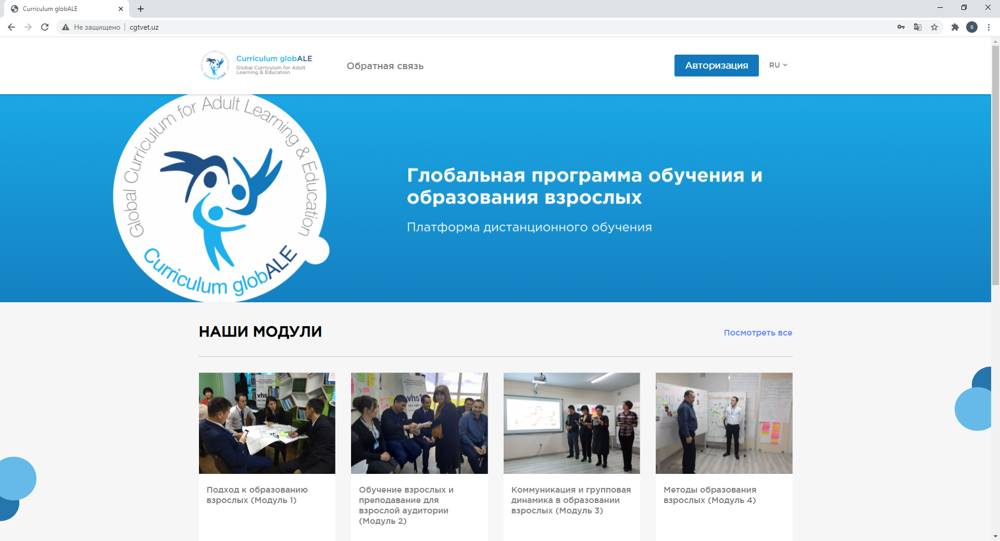 Curriculum globALE
Не защищено
cgtvet.uz
S
Curriculum globALE
Global Curriculum for Adult
Learning & Education
Обратная связь
Авторизация
RU
Global Curriculum for Adult Learning & Education
Curriculum globALE
Глобальная программа обучения и
образования взрослых
Платформа дистанционного обучения
НАШИ МОДУЛИ
Посмотреть все
vhs
vhs
Подход к образованию
взрослых (Модуль 1)
Обучение взрослых и
преподавание для
взрослой аудитории
(Модуль 2)
Коммуникация и групповая
динамика в образовании
взрослых (Модуль 3)
Методы образования
взрослых (Модуль 4)